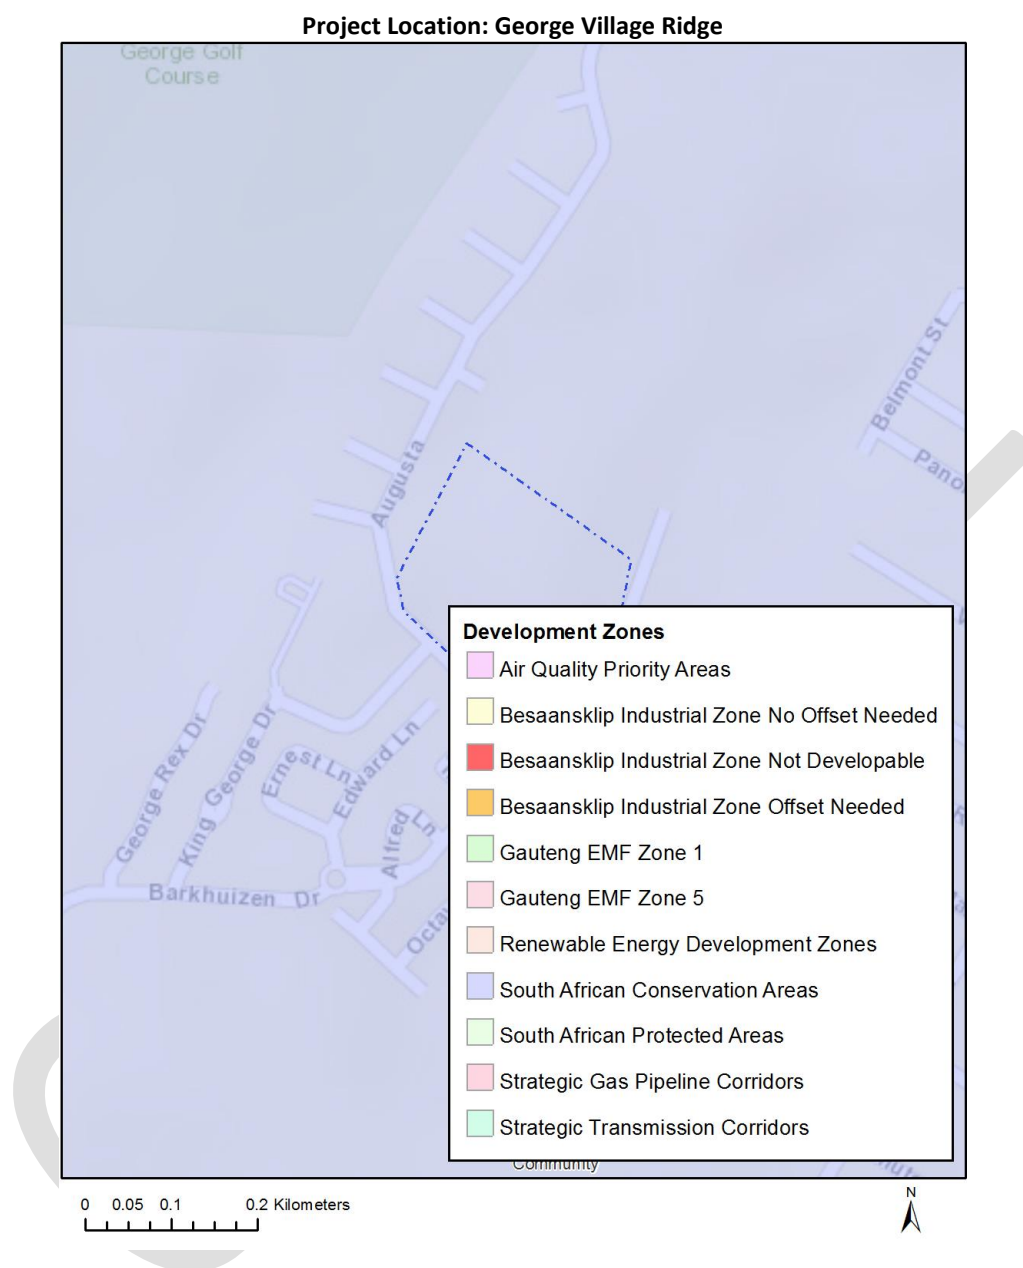 Project Location: George Village Ridge
George Golf
Course
Belmont St
Augusta
George Rex Dr
King George Dr
Ernest Ln
Edward Ln
Alfred Ln
Barkhuizen Dr
Development Zones
Air Quality Priority Areas
Besaansklip Industrial Zone No Offset Needed
Besaansklip Industrial Zone Not Developable
Besaansklip Industrial Zone Offset Needed
Gauteng EMF Zone 1
Gauteng EMF Zone 5
Renewable Energy Development Zones
South African Conservation Areas
South African Protected Areas
Strategic Gas Pipeline Corridors
Strategic Transmission Corridors
Community
0 0.05 0.1 0.2 Kilometers
N